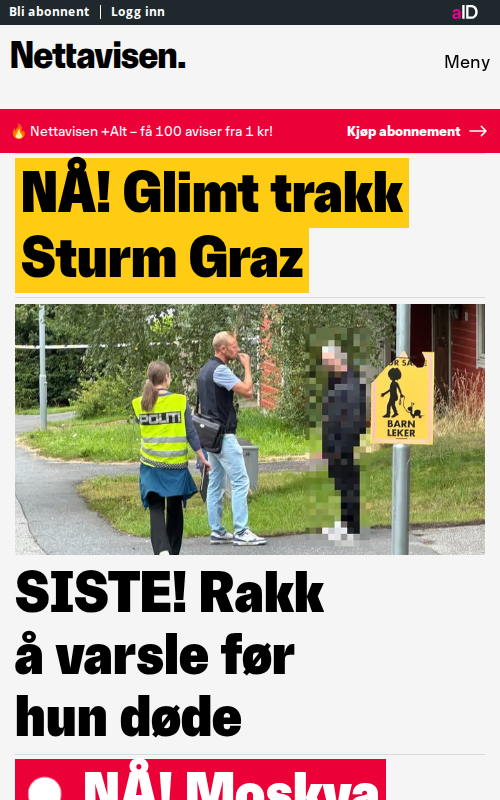 Bli abonnent | Logg inn
aID
Nettavisen.
Meny
🔥 Nettavisen +Alt – få 100 aviser fra 1 kr!
Kjøp abonnement →
NÅ! Glimt trakk
Sturm Graz
POLITI
BARN
LEKER
SISTE! Rakk
å varsle før
hun døde
NÅ! Moskva